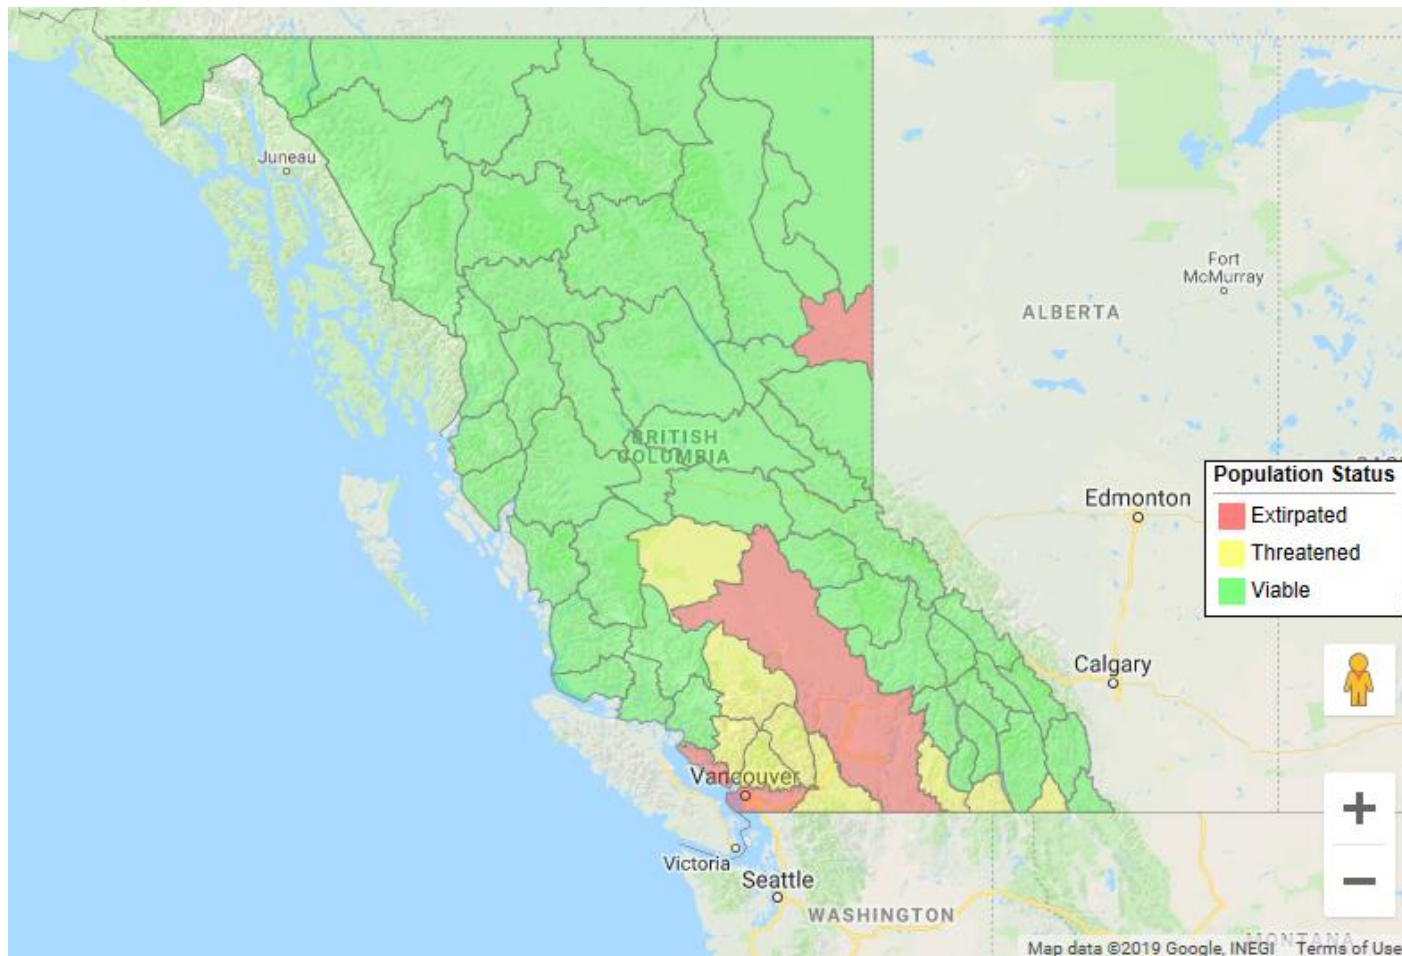 Juneau
Fort
McMurray
ALBERTA
BRITISH
COLUMBIA
Population Status
Extirpated
Threatened
Viable
Edmonton
Calgary
Vancouver
Victoria
Seattle
WASHINGTON
MONTANA
Map data ©2019 Google, INEGI Terms of Use